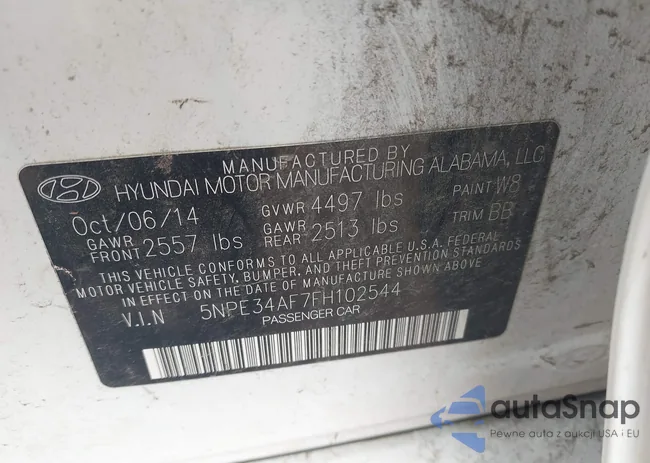 MANUFACTURED BY
HYUNDAI MOTOR MANUFACTURING ALABAMA, LLC
Oct/06/14 GVWR 4497 lbs PAINT W8
GAWR FRONT 2557 lbs GAWR REAR 2513 lbs TRIM BB
THIS VEHICLE CONFORMS TO ALL APPLICABLE U.S.A. FEDERAL
MOTOR VEHICLE SAFETY, BUMPER, AND THEFT PREVENTION STANDARDS
IN EFFECT ON THE DATE OF MANUFACTURE SHOWN ABOVE
V.I.N 5NPE34AF7FH102544
PASSENGER CAR
autaSnap
Pewne auta z aukcji USA i EU